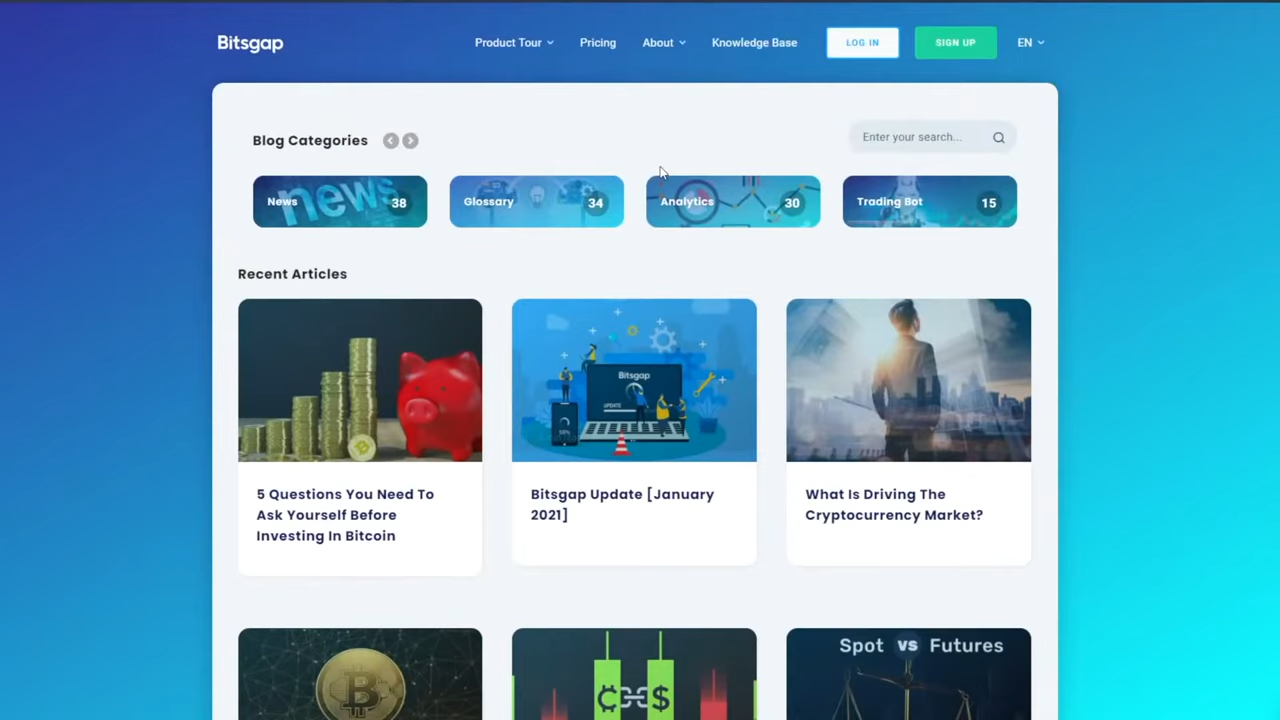 Bitsgap
Product Tour
Pricing
About
Knowledge Base
LOG IN
SIGN UP
EN
Blog Categories
Enter your search...
news
News
38
Glossary
34
Analytics
30
Trading Bot
15
Recent Articles
Bitsgap
UPDATE
5 Questions You Need To
Ask Yourself Before
Investing In Bitcoin
Bitsgap Update [January
2021]
What Is Driving The
Cryptocurrency Market?
Spot vs Futures